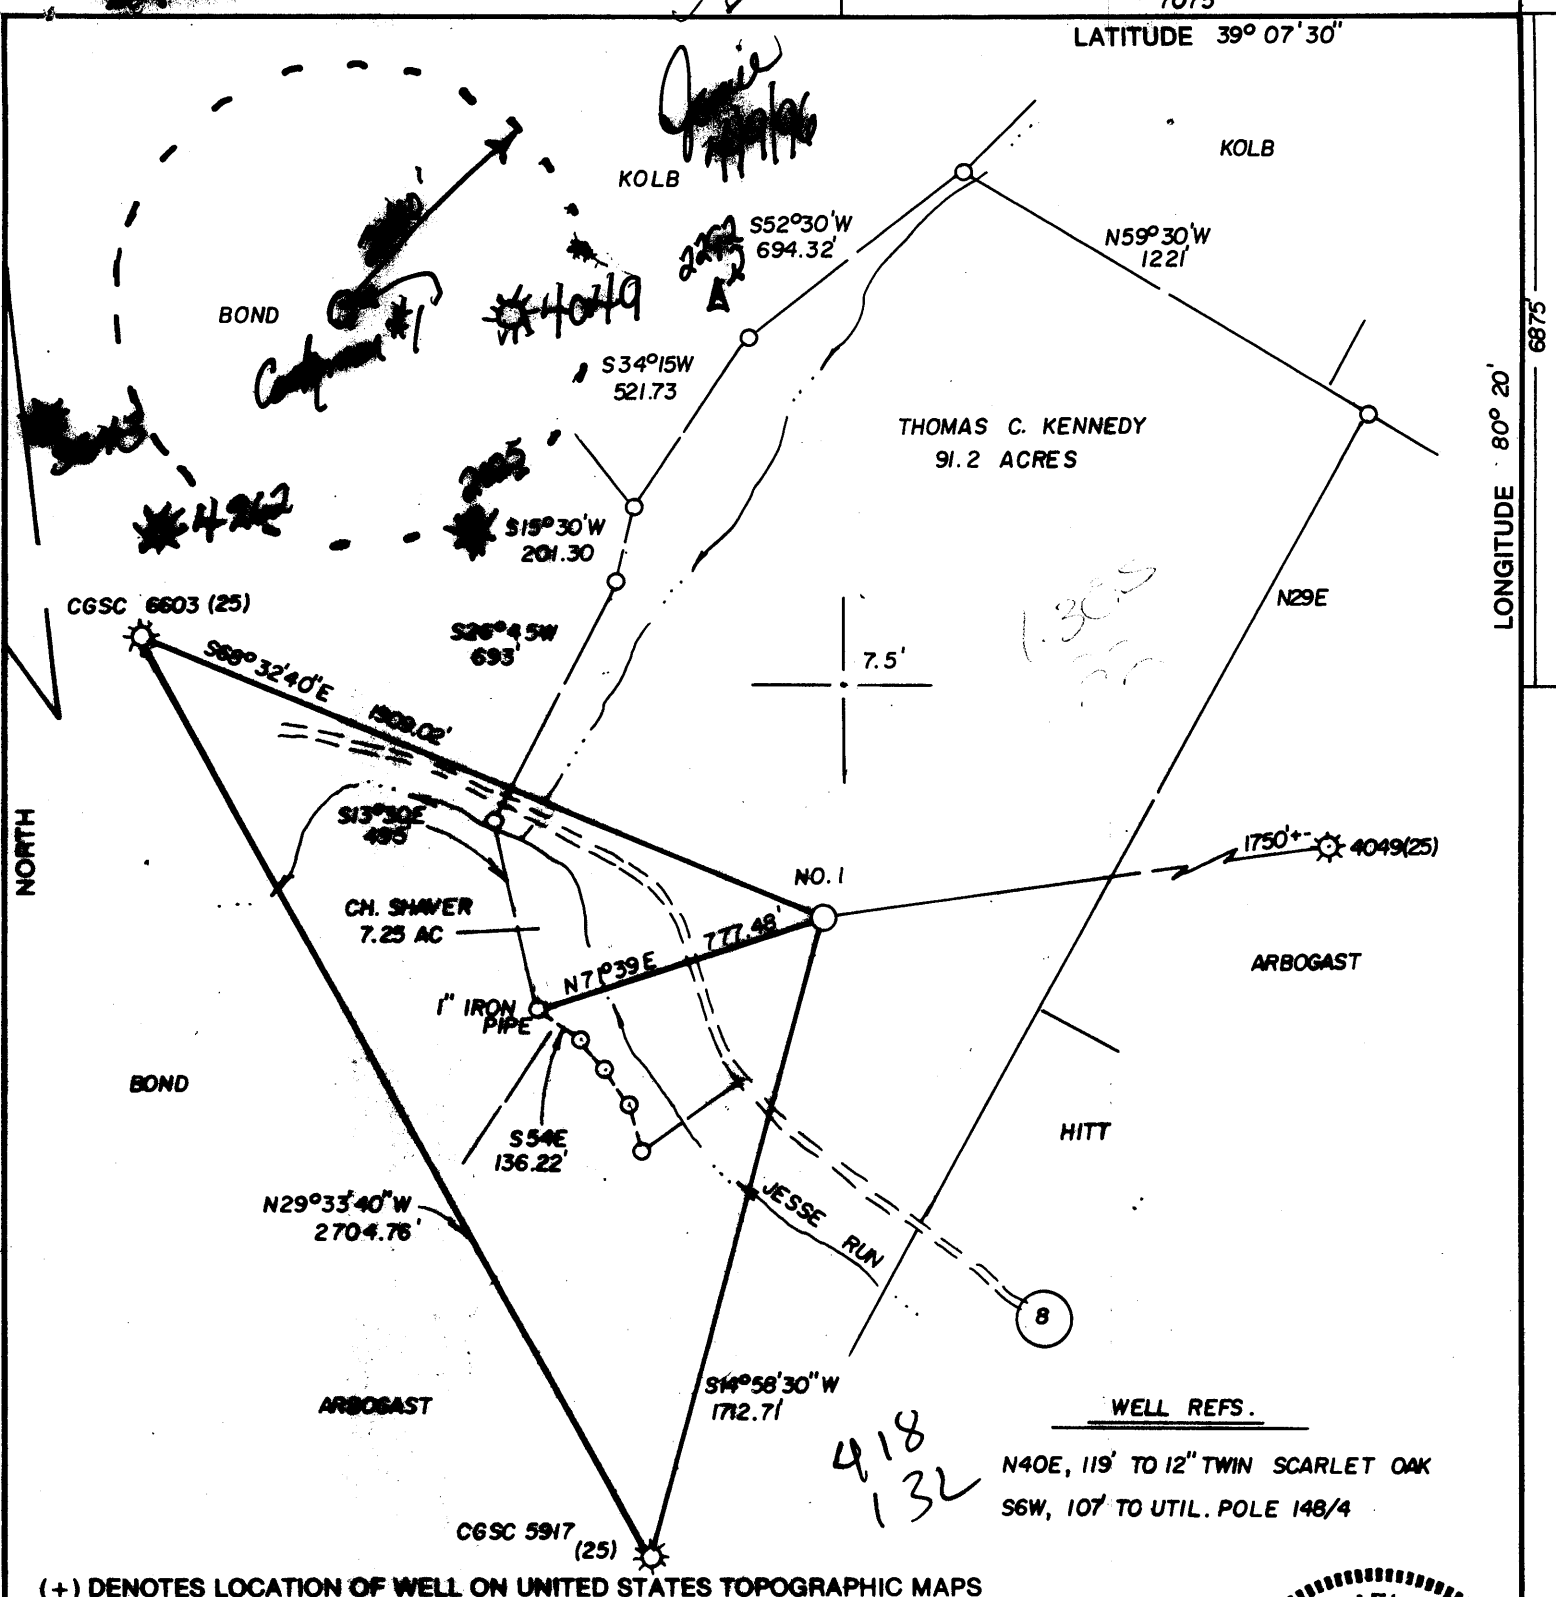 7075
LATITUDE 39° 07'30"
KOLB
KOLB
S52°30'W
694.32'
N59°30'W
1221'
6875'
BOND
#1
4049
S34°15W
521.73
LONGITUDE 80° 20'
THOMAS C. KENNEDY
91.2 ACRES
4262
S15°30'W
201.30
CGSC 6603 (25)
N29E
S26°45W
693'
S68°32'40"E
1909.02'
7.5'
NORTH
S13°30E
495'
1750'+-
4049(25)
NO. 1
CH. SHAVER
7.25 AC
777.48'
N71°39E
ARBOGAST
1" IRON
PIPE
BOND
S54E
136.22'
HITT
N29°33'40"W
2704.76'
JESSE RUN
8
S14°58'30"W
1712.71'
ARBOGAST
WELL REFS.
418
132
N40E, 119' TO 12" TWIN SCARLET OAK
S6W, 107' TO UTIL. POLE 148/4
CGSC 5917
(25)
(+) DENOTES LOCATION OF WELL ON UNITED STATES TOPOGRAPHIC MAPS